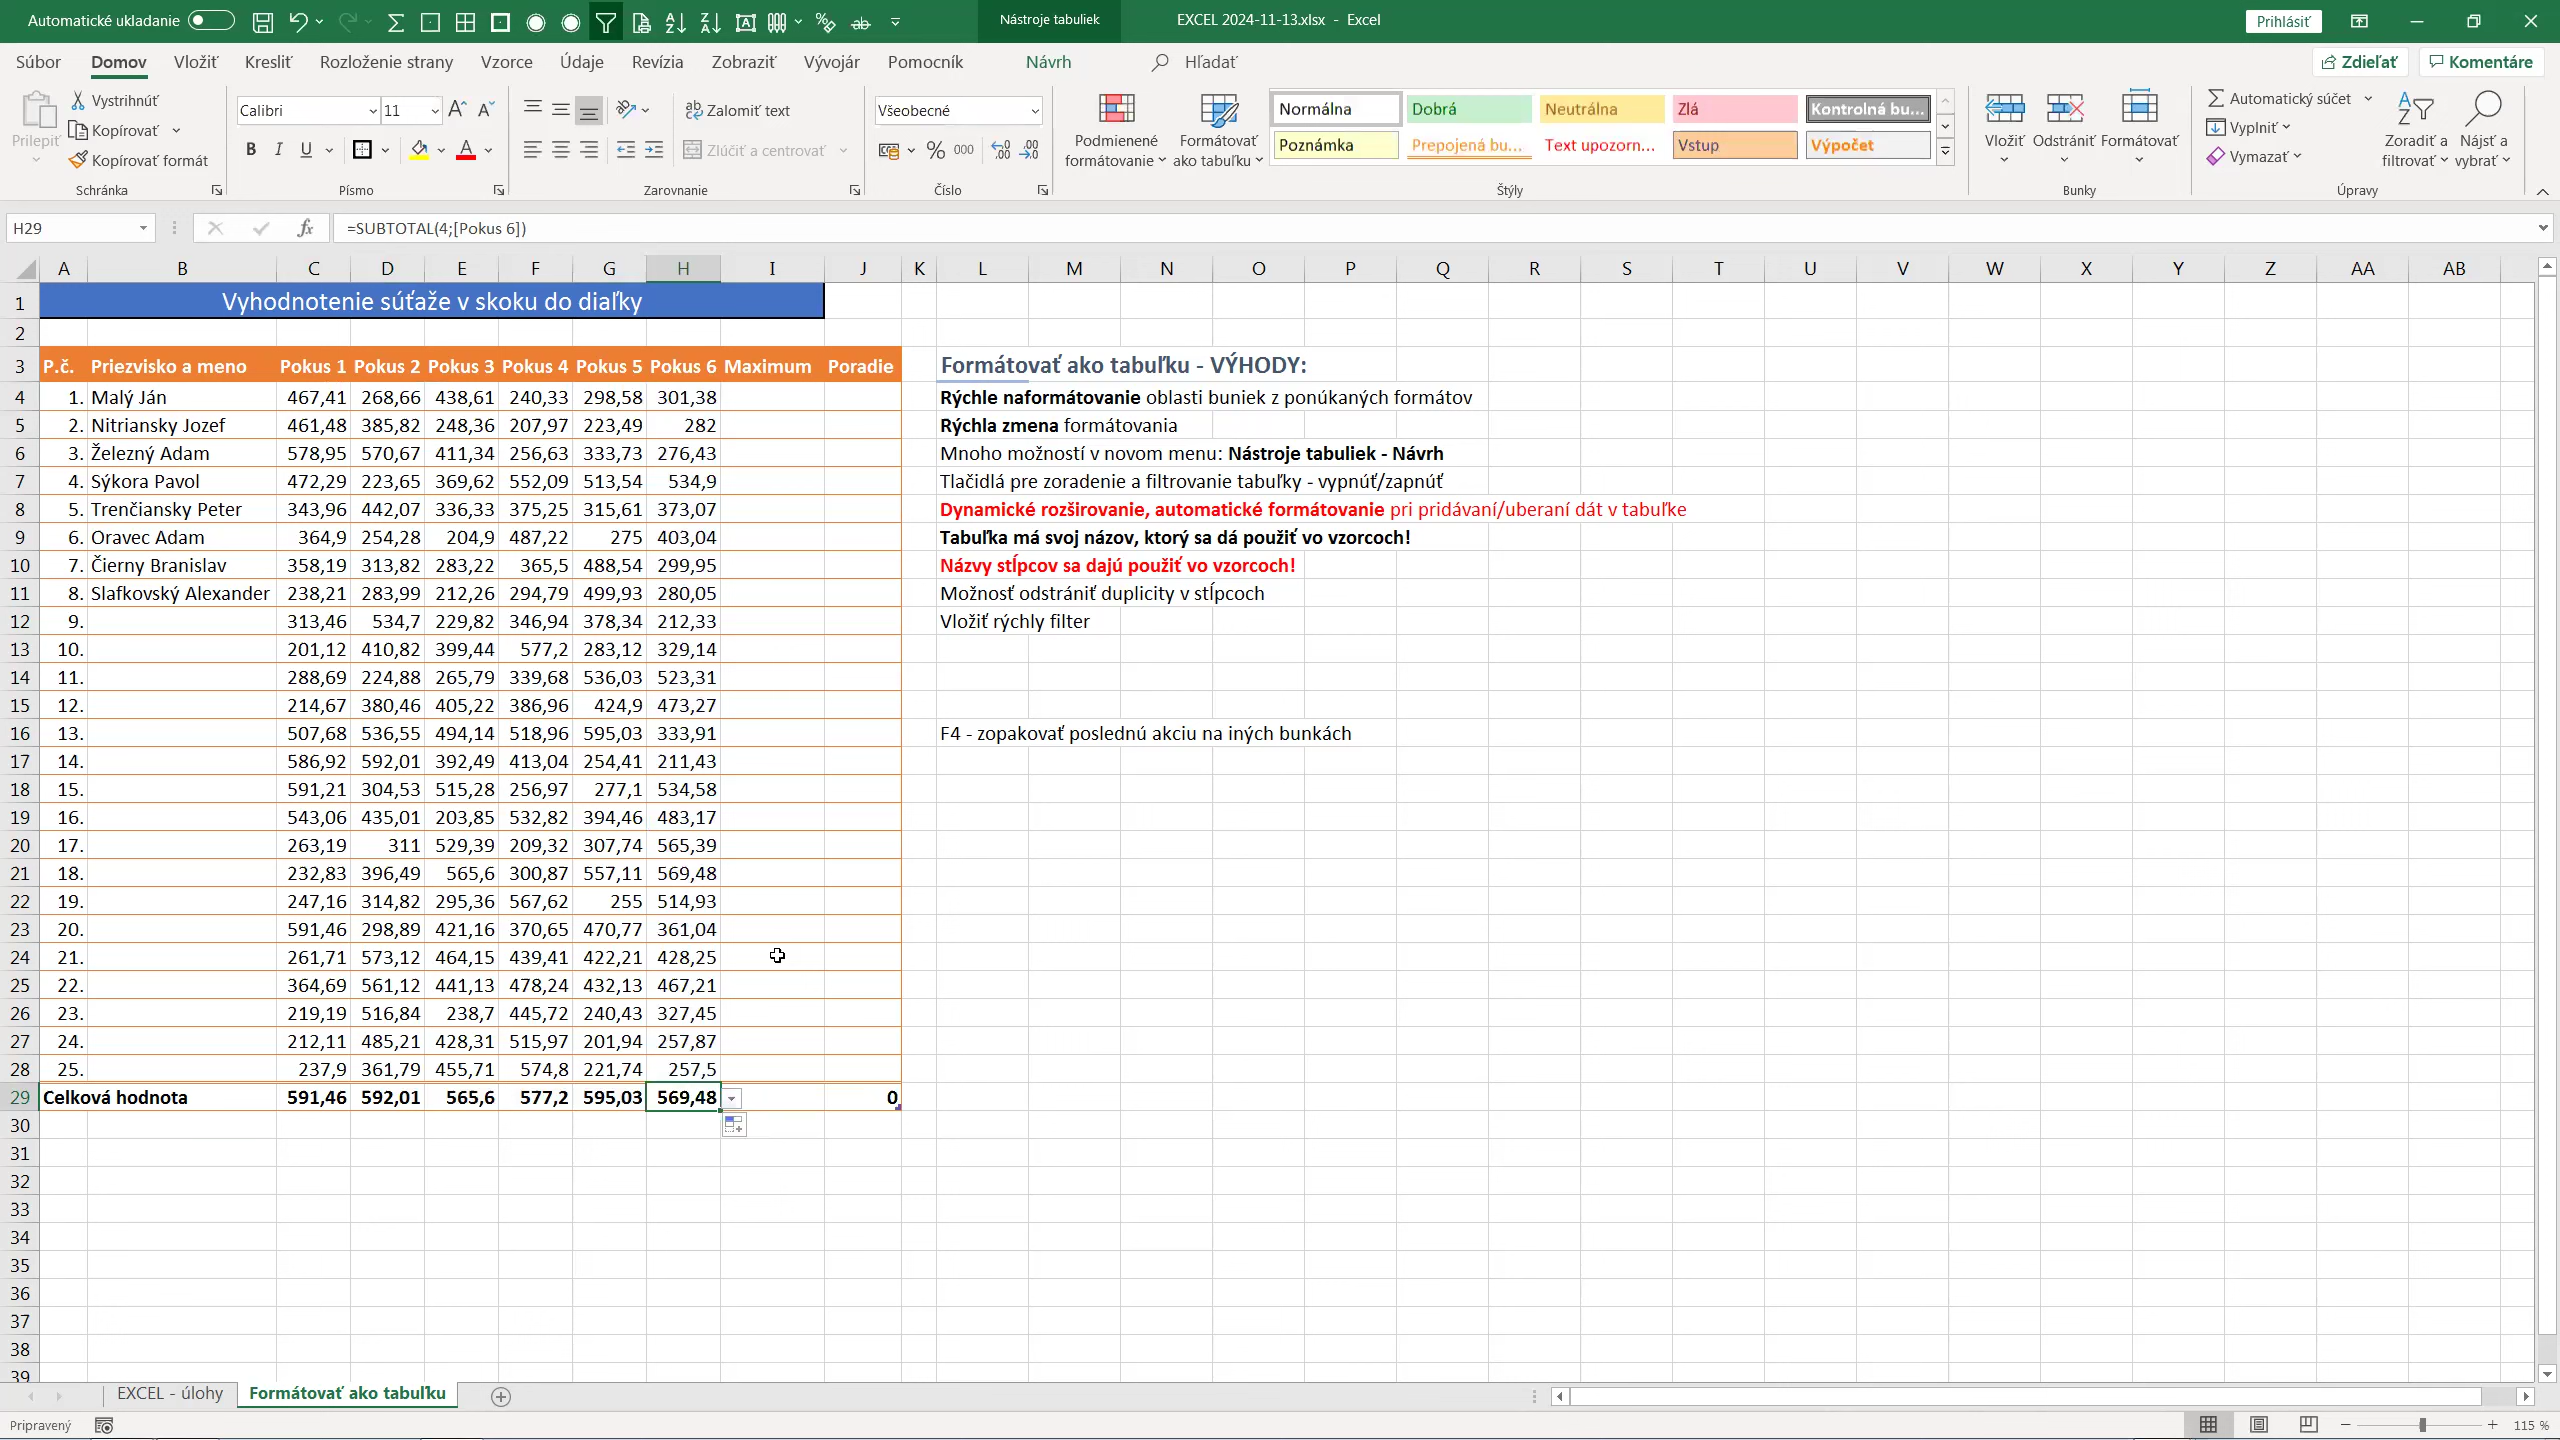 Automatické ukladanie
Nástroje tabuliek
EXCEL 2024-11-13.xlsx - Excel
Prihlásiť
Súbor Domov Vložiť Kresliť Rozloženie strany Vzorce Údaje Revízia Zobraziť Vývojár Pomocník Návrh Hľadať
Zdieľať Komentáre
Prilepiť
Vystrihnúť
Kopírovať
Kopírovať formát
Schránka
Calibri 11
B I U
Písmo
Zalomiť text
Zlúčiť a centrovať
Zarovnanie
Všeobecné
% 000
Číslo
Podmienené formátovanie
Formátovať ako tabuľku
Normálna Dobrá Neutrálna Zlá Kontrolná bu...
Poznámka Prepojená bu... Text upozorn... Vstup Výpočet
Štýly
Vložiť Odstrániť Formátovať
Bunky
Automatický súčet
Vyplniť
Vymazať
Zoradiť a filtrovať
Nájsť a vybrať
Úpravy
H29 fx =SUBTOTAL(4;[Pokus 6])
A B C D E F G H I J K L M N O P Q R S T U V W X Y Z AA AB
1 Vyhodnotenie súťaže v skoku do diaľky
2
3 P.č. Priezvisko a meno Pokus 1 Pokus 2 Pokus 3 Pokus 4 Pokus 5 Pokus 6 Maximum Poradie Formátovať ako tabuľku - VÝHODY:
4 1. Malý Ján 467,41 268,66 438,61 240,33 298,58 301,38 Rýchle naformátovanie oblasti buniek z ponúkaných formátov
5 2. Nitriansky Jozef 461,48 385,82 248,36 207,97 223,49 282 Rýchla zmena formátovania
6 3. Železný Adam 578,95 570,67 411,34 256,63 333,73 276,43 Mnoho možností v novom menu: Nástroje tabuliek - Návrh
7 4. Sýkora Pavol 472,29 223,65 369,62 552,09 513,54 534,9 Tlačidlá pre zoradenie a filtrovanie tabuľky - vypnúť/zapnúť
8 5. Trenčiansky Peter 343,96 442,07 336,33 375,25 315,61 373,07 Dynamické rozširovanie, automatické formátovanie pri pridávaní/uberaní dát v tabuľke
9 6. Oravec Adam 364,9 254,28 204,9 487,22 275 403,04 Tabuľka má svoj názov, ktorý sa dá použiť vo vzorcoch!
10 7. Čierny Branislav 358,19 313,82 283,22 365,5 488,54 299,95 Názvy stĺpcov sa dajú použiť vo vzorcoch!
11 8. Slafkovský Alexander 238,21 283,99 212,26 294,79 499,93 280,05 Možnosť odstrániť duplicity v stĺpcoch
12 9. 313,46 534,7 229,82 346,94 378,34 212,33 Vložiť rýchly filter
13 10. 201,12 410,82 399,44 577,2 283,12 329,14
14 11. 288,69 224,88 265,79 339,68 536,03 523,31
15 12. 214,67 380,46 405,22 386,96 424,9 473,27
16 13. 507,68 536,55 494,14 518,96 595,03 333,91 F4 - zopakovať poslednú akciu na iných bunkách
17 14. 586,92 592,01 392,49 413,04 254,41 211,43
18 15. 591,21 304,53 515,28 256,97 277,1 534,58
19 16. 543,06 435,01 203,85 532,82 394,46 483,17
20 17. 263,19 311 529,39 209,32 307,74 565,39
21 18. 232,83 396,49 565,6 300,87 557,11 569,48
22 19. 247,16 314,82 295,36 567,62 255 514,93
23 20. 591,46 298,89 421,16 370,65 470,77 361,04
24 21. 261,71 573,12 464,15 439,41 422,21 428,25
25 22. 364,69 561,12 441,13 478,24 432,13 467,21
26 23. 219,19 516,84 238,7 445,72 240,43 327,45
27 24. 212,11 485,21 428,31 515,97 201,94 257,87
28 25. 237,9 361,79 455,71 574,8 221,74 257,5
29 Celková hodnota 591,46 592,01 565,6 577,2 595,03 569,48 0
30
31
32
33
34
35
36
37
38
39
EXCEL - úlohy Formátovať ako tabuľku
Pripravený
115 %